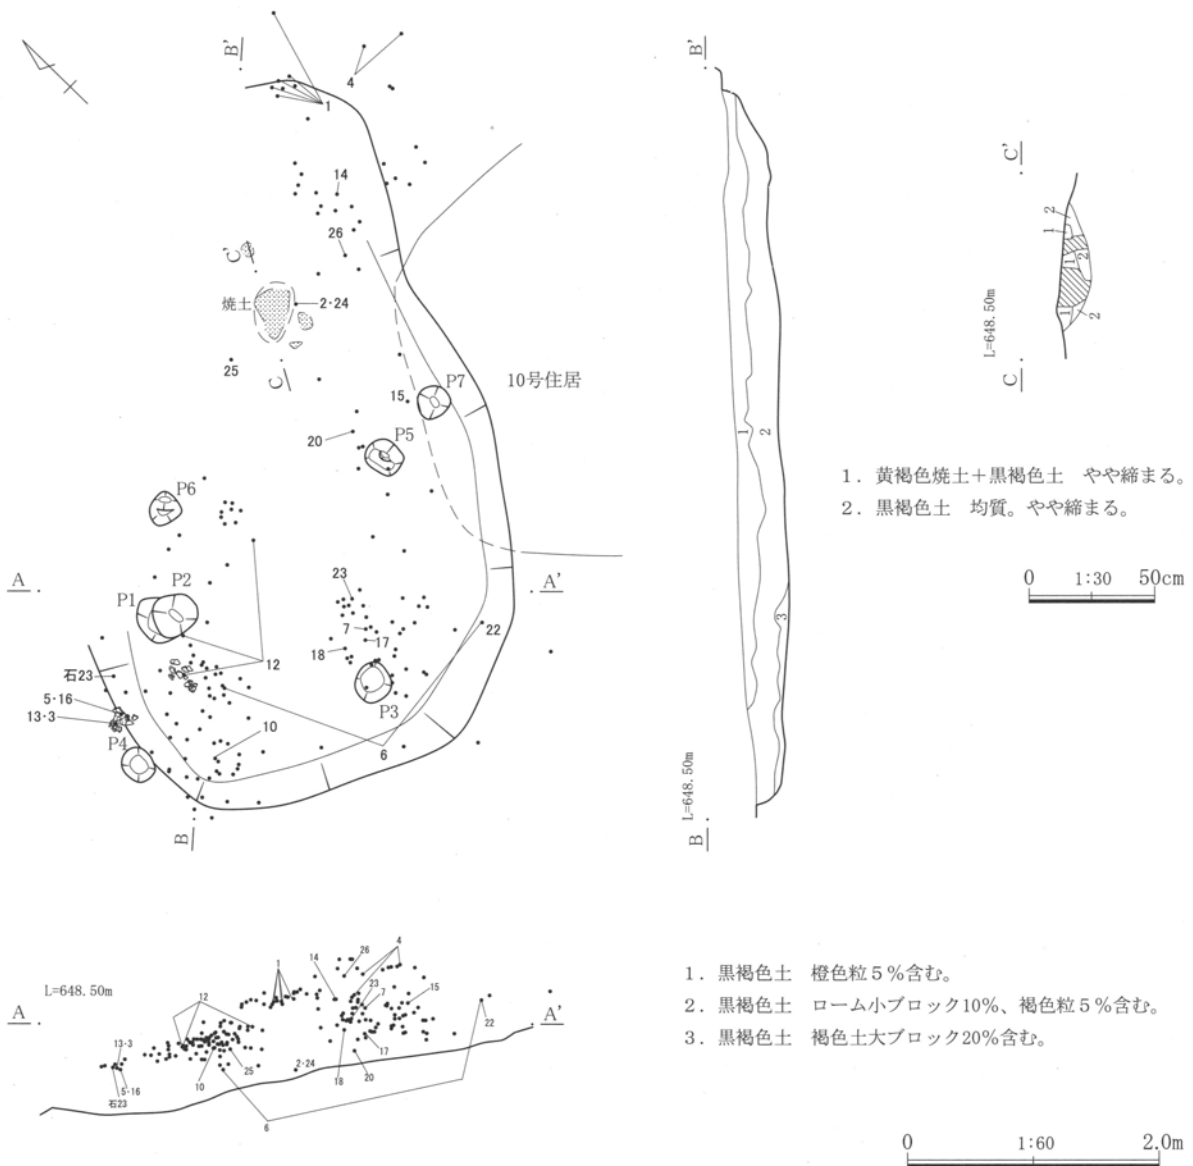 B'
4
1
14
26
C'
焼土
2・24
25
C
10号住居
P7
15
20
P5
P6
A
A'
23
P1
P2
7
17
22
18
12
石23
5・16
13・3
P3
10
P4
6
B
B'
1
2
3
L=648.50m
B
C'
2
1
1
2
1
2
L=648.50m
C
1. 黄褐色焼土+黒褐色土 やや締まる。
2. 黒褐色土 均質。やや締まる。
0 1:30 50cm
L=648.50m
A
A'
12
1
14
26
4
23
7
15
22
13・3
5・16
石23
10
25
2・24
18
20
17
6
1. 黒褐色土 橙色粒5%含む。
2. 黒褐色土 ローム小ブロック10%、褐色粒5%含む。
3. 黒褐色土 褐色土大ブロック20%含む。
0 1:60 2.0m